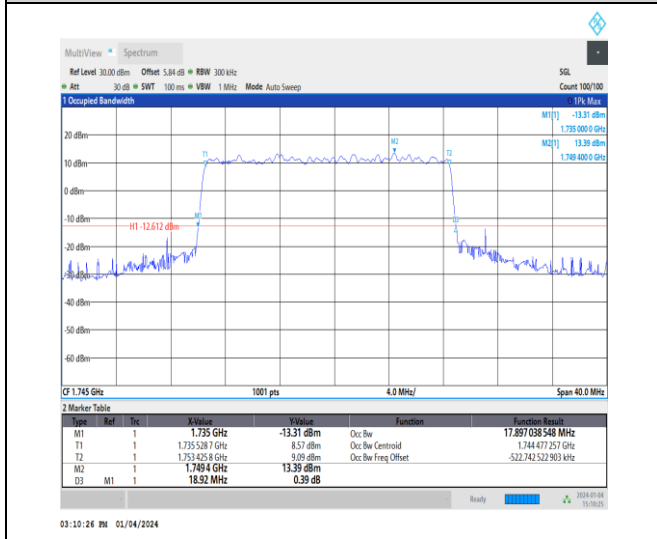 MultiView Spectrum
Ref Level 30.00 dBm Offset 5.84 dB RBW 300 kHz SGL
Att 30 dB SWT 100 ms VBW 1 MHz Mode Auto Sweep Count 100/100
1 Occupied Bandwidth 1Pk Max
M1[1] -13.31 dBm
1.735 000 0 GHz
M2[1] 13.39 dBm
1.749 400 0 GHz
20 dBm
M2
T1 T2
10 dBm
0 dBm
-10 dBm
M1
H1 -12.612 dBm
-20 dBm
-30 dBm
-40 dBm
-50 dBm
-60 dBm
CF 1.745 GHz 1001 pts 4.0 MHz/ Span 40.0 MHz
2 Marker Table
Type Ref Trc X-Value Y-Value Function Function Result
M1 1 1.735 GHz -13.31 dBm Occ Bw 17.897 038 548 MHz
T1 1 1.735 528 7 GHz 8.57 dBm Occ Bw Centroid 1.744 477 257 GHz
T2 1 1.753 425 8 GHz 9.09 dBm Occ Bw Freq Offset -522.742 522 903 kHz
M2 1 1.749 4 GHz 13.39 dBm
D3 M1 1 18.92 MHz 0.39 dB
Ready 2024-01-04
15:10:25
03:10:26 PM 01/04/2024